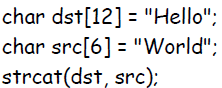 char dst[12] = "Hello";
char src[6] = "World";
strcat(dst, src);